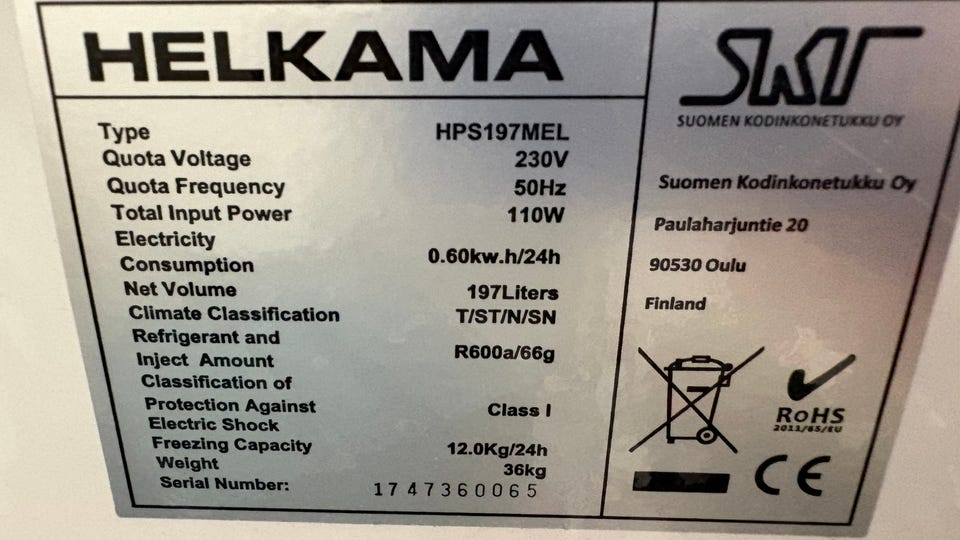 HELKAMA
Type HPS197MEL
Quota Voltage 230V
Quota Frequency 50Hz
Total Input Power 110W
Electricity
Consumption 0.60kw.h/24h
Net Volume 197Liters
Climate Classification T/ST/N/SN
Refrigerant and
Inject Amount R600a/66g
Classification of
Protection Against Class I
Electric Shock
Freezing Capacity 12.0Kg/24h
Weight 36kg
Serial Number: 1747360065
SKT
SUOMEN KODINKONETUKKU OY
Suomen Kodinkonetukku Oy
Paulaharjuntie 20
90530 Oulu
Finland
RoHS
2011/65/EU
CE